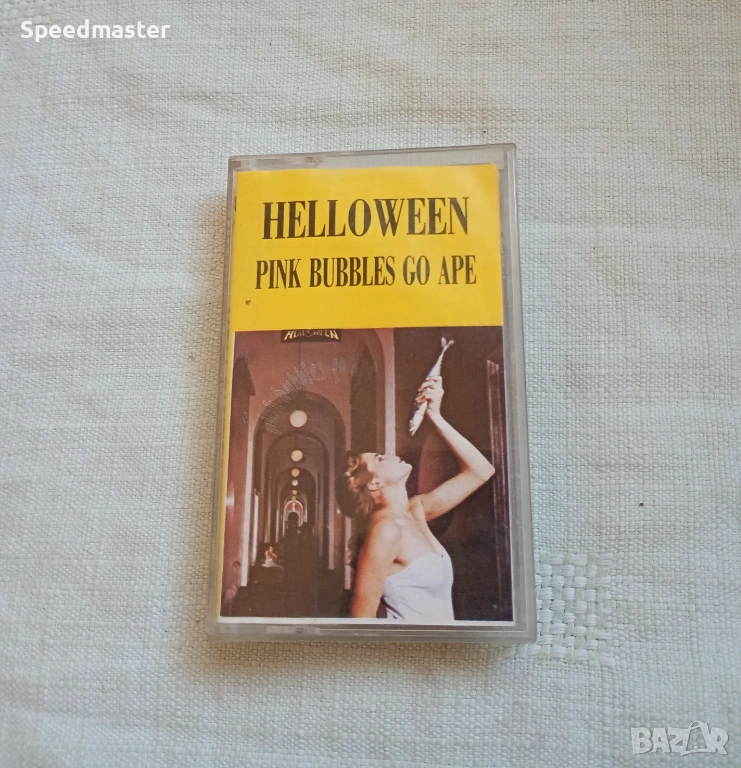 Speedmaster
HELLOWEEN
PINK BUBBLES GO APE
HELLOWEEN
BAZAR